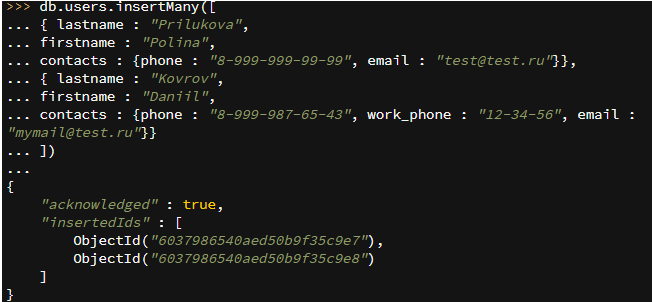 >>> db.users.insertMany([
... { lastname : "Prilukova",
... firstname : "Polina",
... contacts : {phone : "8-999-999-99-99", email : "test@test.ru"}},
... { lastname : "Kovrov",
... firstname : "Daniil",
... contacts : {phone : "8-999-987-65-43", work_phone : "12-34-56", email :
"mymail@test.ru"}}
... ])
...
{
    "acknowledged" : true,
    "insertedIds" : [
        ObjectId("6037986540aed50b9f35c9e7"),
        ObjectId("6037986540aed50b9f35c9e8")
    ]
}